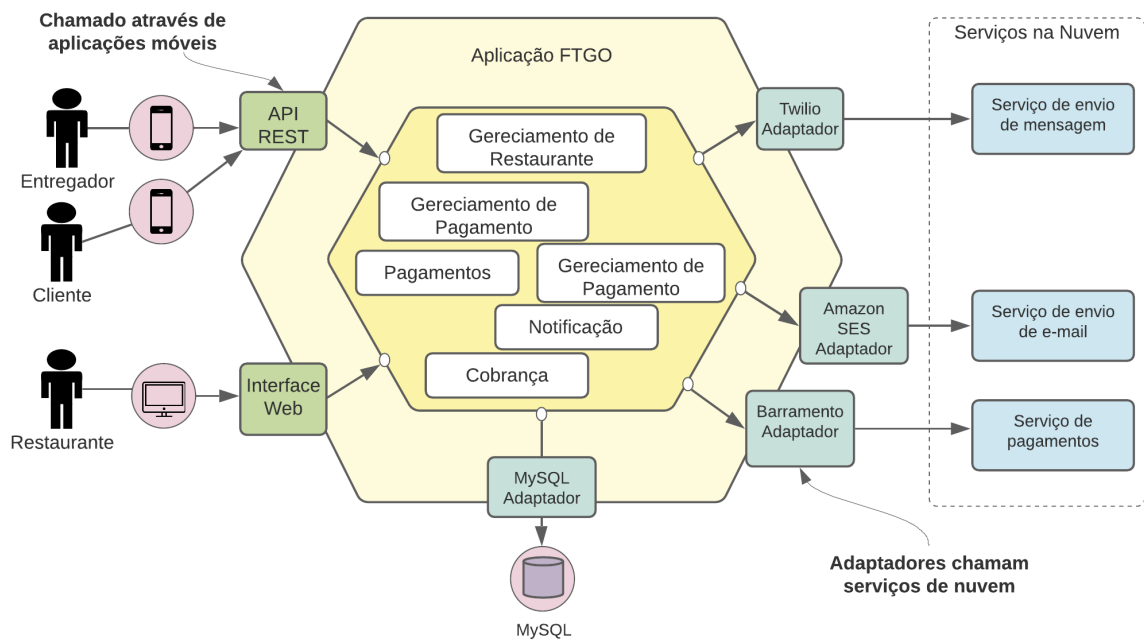 Chamado através de
aplicações móveis
Entregador
Cliente
Restaurante
API
REST
Interface
Web
Aplicação FTGO
Gereciamento de
Restaurante
Gereciamento de
Pagamento
Pagamentos
Gereciamento de
Pagamento
Notificação
Cobrança
MySQL
Adaptador
MySQL
Twilio
Adaptador
Amazon
SES
Adaptador
Barramento
Adaptador
Serviços na Nuvem
Serviço de envio
de mensagem
Serviço de envio
de e-mail
Serviço de
pagamentos
Adaptadores chamam
serviços de nuvem